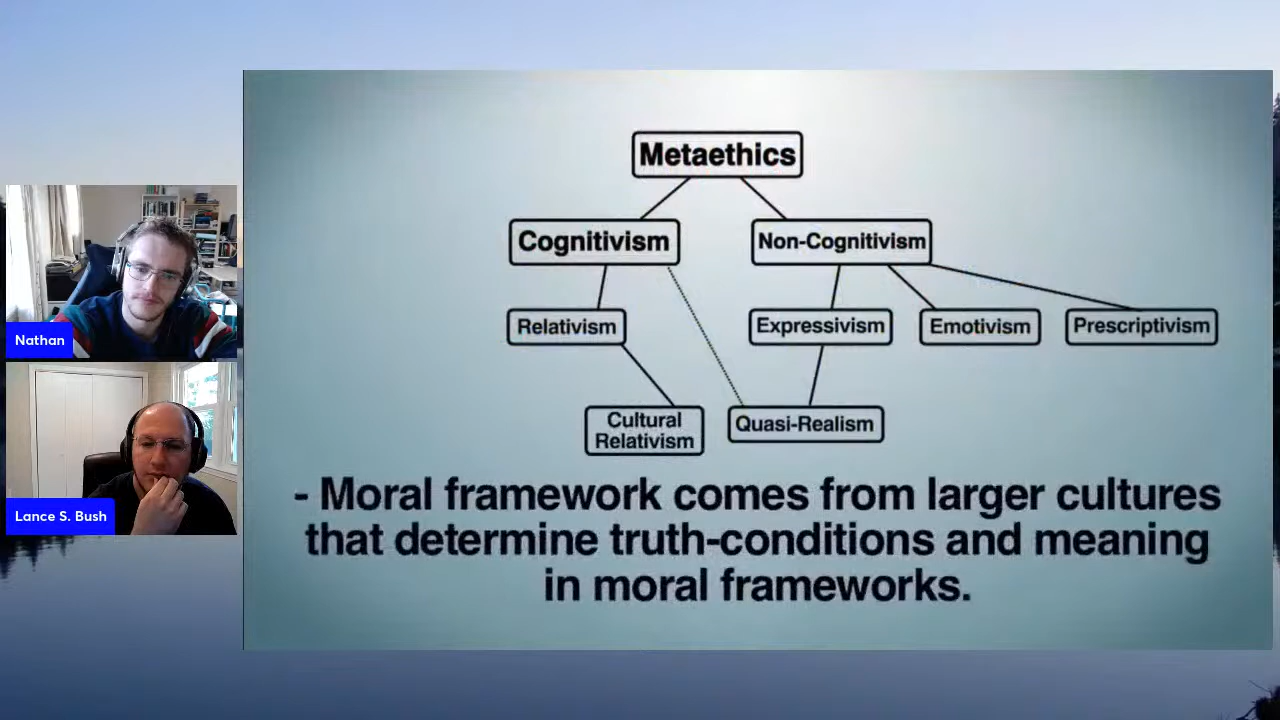 Metaethics
Cognitivism
Non-Cognitivism
Relativism
Expressivism
Emotivism
Prescriptivism
Cultural
Relativism
Quasi-Realism
- Moral framework comes from larger cultures
that determine truth-conditions and meaning
in moral frameworks.
Nathan
Lance S. Bush